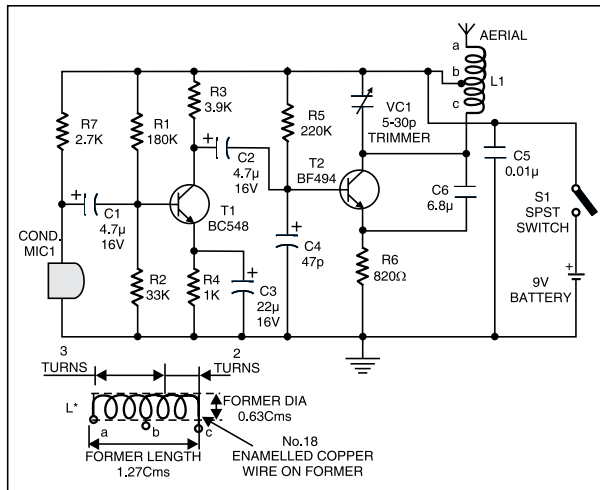 AERIAL
a
b
L1
c
R3
3.9K
R7
2.7K
R1
180K
R5
220K
VC1
5-30p
TRIMMER
+
C2
4.7µ
16V
T2
BF494
C5
0.01µ
+
C1
4.7µ
16V
T1
BC548
C6
6.8µ
S1
SPST
SWITCH
COND.
MIC1
+
C4
47p
R2
33K
R4
1K
+
C3
22µ
16V
R6
820Ω
+
9V
BATTERY
3
TURNS
2
TURNS
L*
a
b
c
FORMER DIA
0.63Cms
FORMER LENGTH
1.27Cms
No.18
ENAMELLED COPPER
WIRE ON FORMER